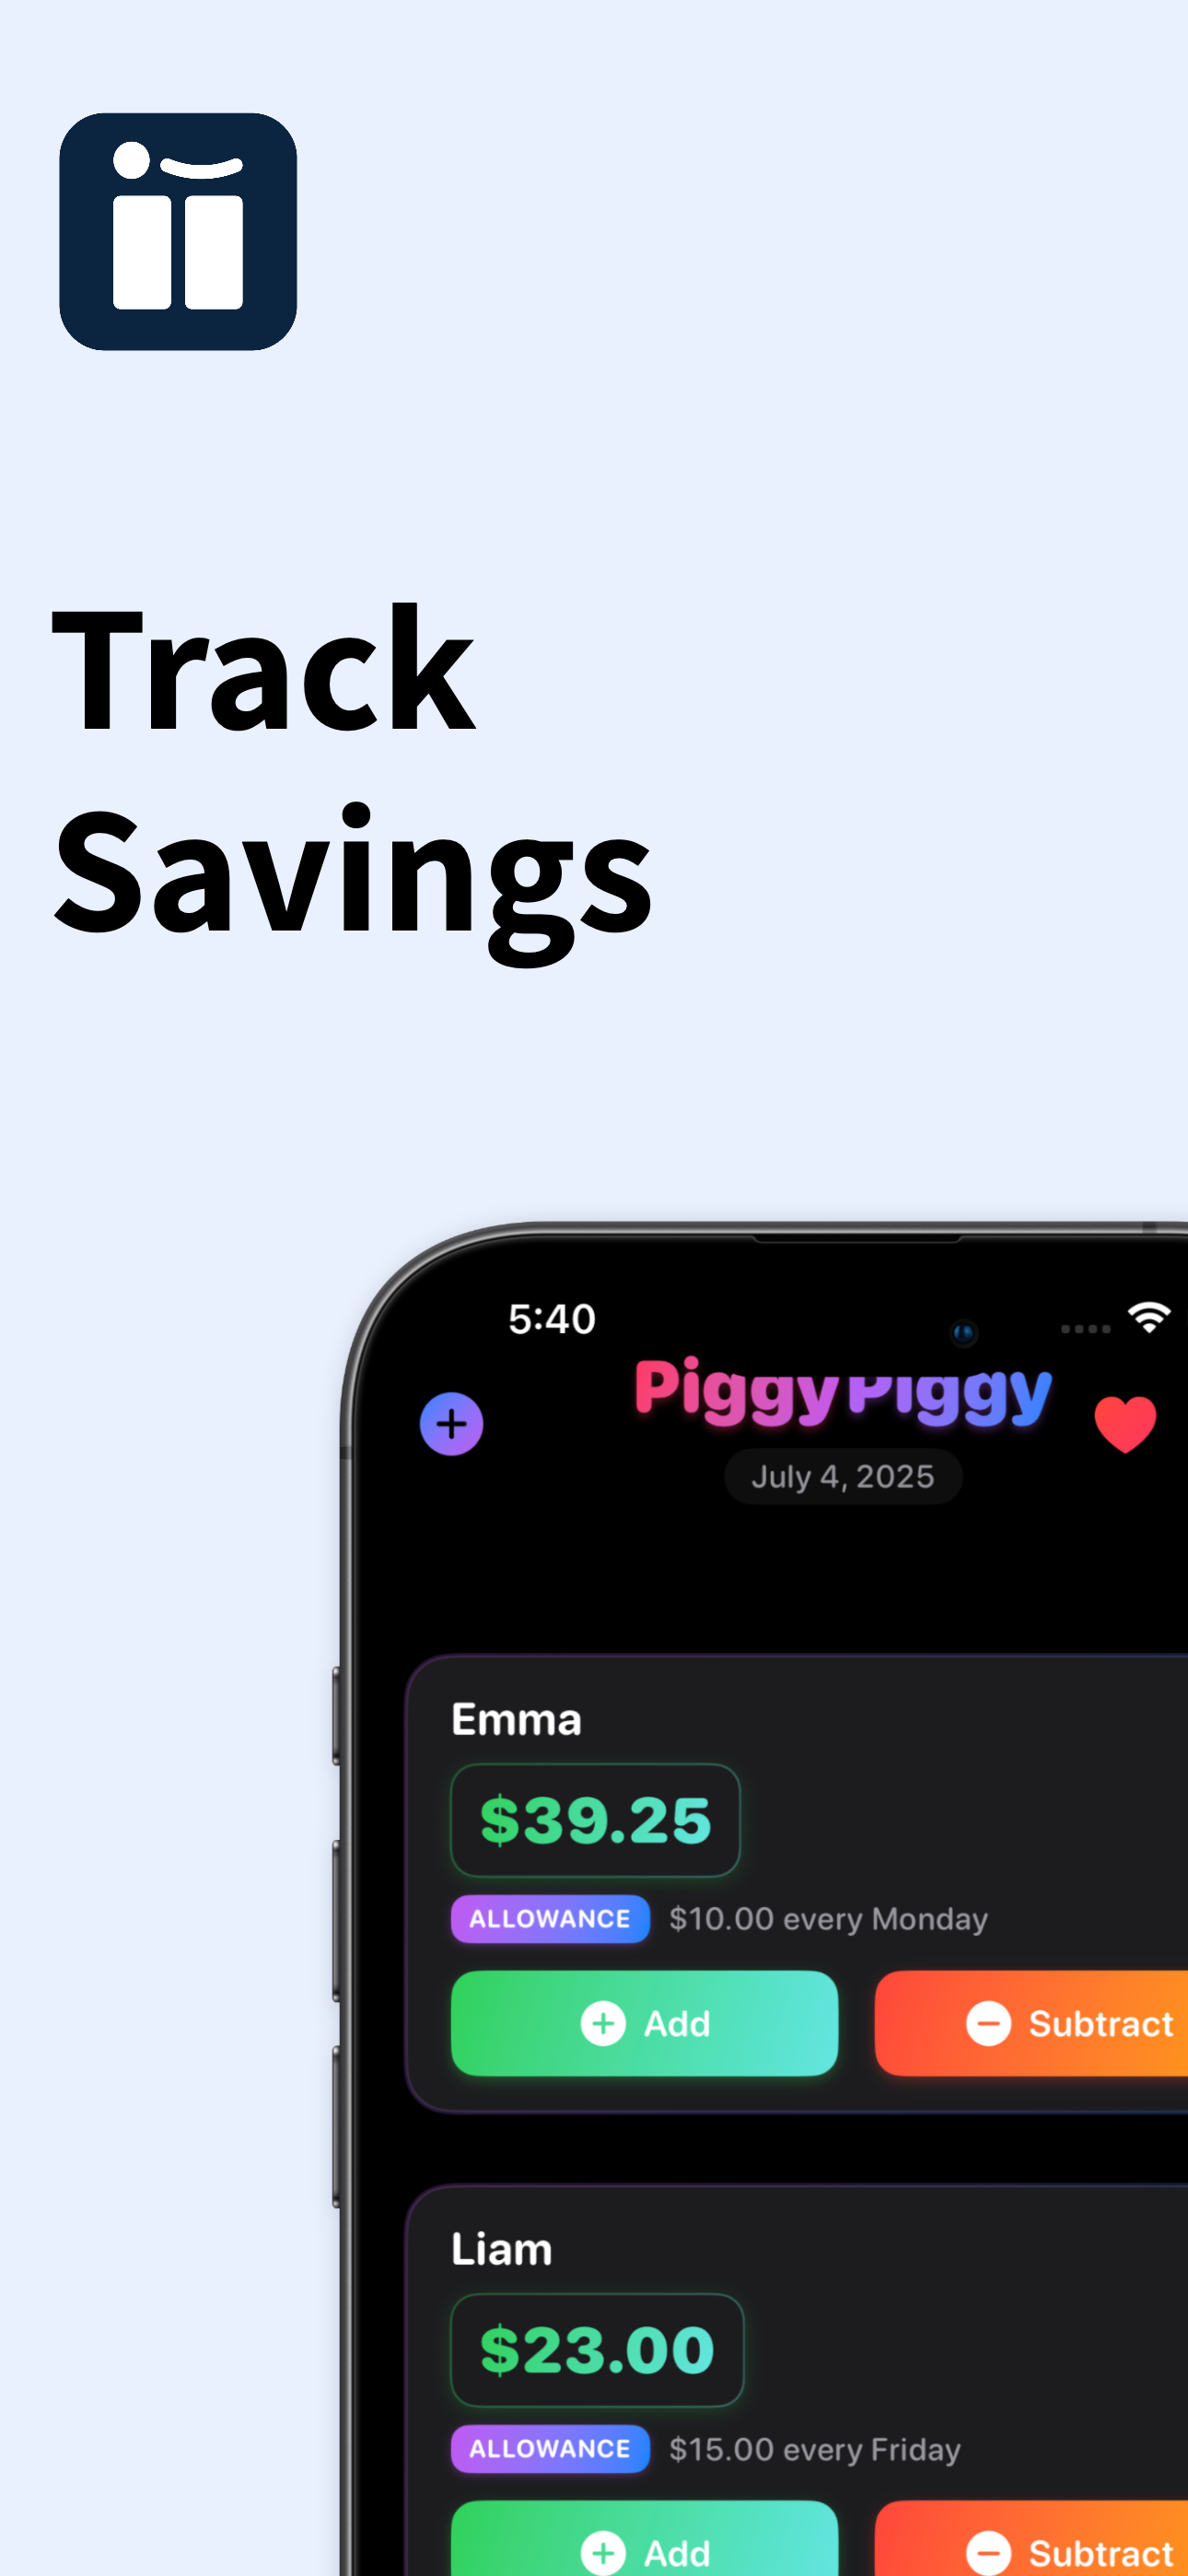 Track
Savings
5:40
PiggyPiggy
July 4, 2025
Emma
$39.25
ALLOWANCE $10.00 every Monday
Add Subtract
Liam
$23.00
ALLOWANCE $15.00 every Friday
Add Subtract